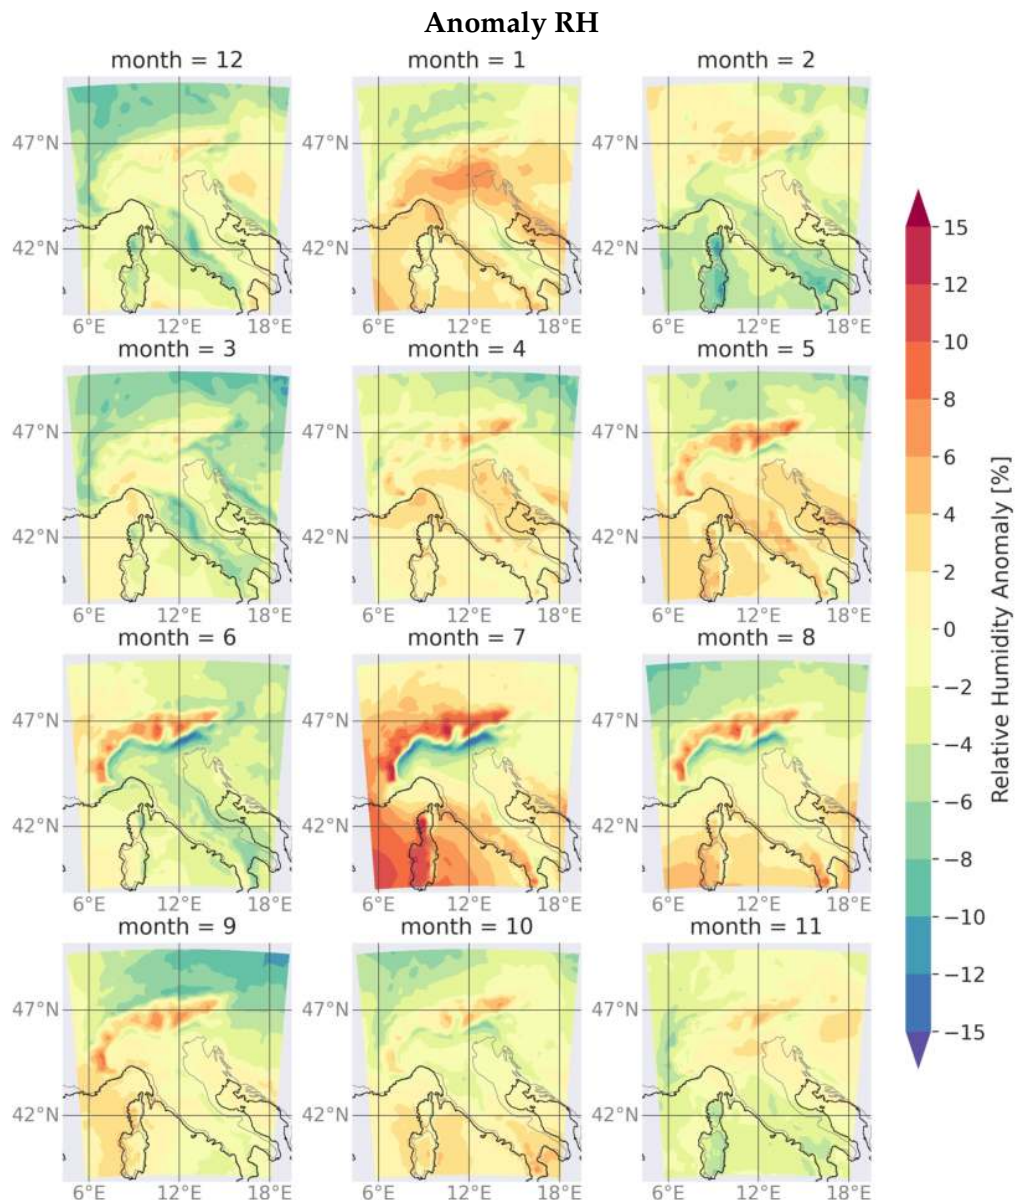 Anomaly RH
month = 12
month = 1
month = 2
47°N
47°N
47°N
42°N
42°N
42°N
6°E 12°E 18°E
6°E 12°E 18°E
6°E 12°E 18°E
month = 3
month = 4
month = 5
47°N
47°N
47°N
42°N
42°N
42°N
6°E 12°E 18°E
6°E 12°E 18°E
6°E 12°E 18°E
month = 6
month = 7
month = 8
47°N
47°N
47°N
42°N
42°N
42°N
6°E 12°E 18°E
6°E 12°E 18°E
6°E 12°E 18°E
month = 9
month = 10
month = 11
47°N
47°N
47°N
42°N
42°N
42°N
6°E 12°E 18°E
6°E 12°E 18°E
6°E 12°E 18°E
15
12
10
8
6
4
2
0
−2
−4
−6
−8
−10
−12
−15
Relative Humidity Anomaly [%]